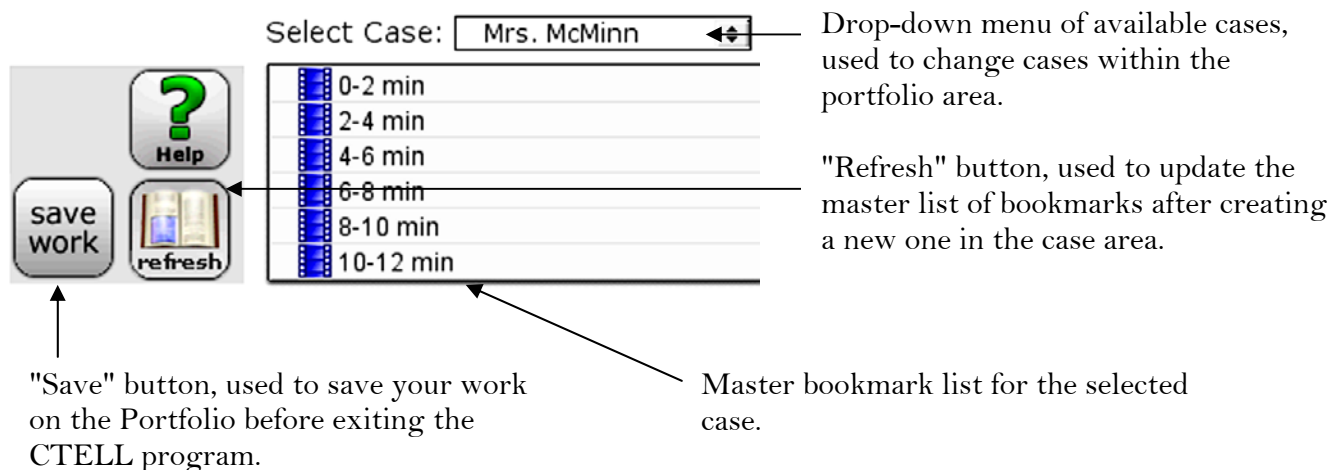 Select Case: Mrs. McMinn
Drop-down menu of available cases,
used to change cases within the
portfolio area.
Help
save
work
refresh
0-2 min
2-4 min
4-6 min
6-8 min
8-10 min
10-12 min
"Refresh" button, used to update the
master list of bookmarks after creating
a new one in the case area.
"Save" button, used to save your work
on the Portfolio before exiting the
CTELL program.
Master bookmark list for the selected
case.